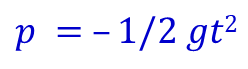 p = – 1/2 gt²